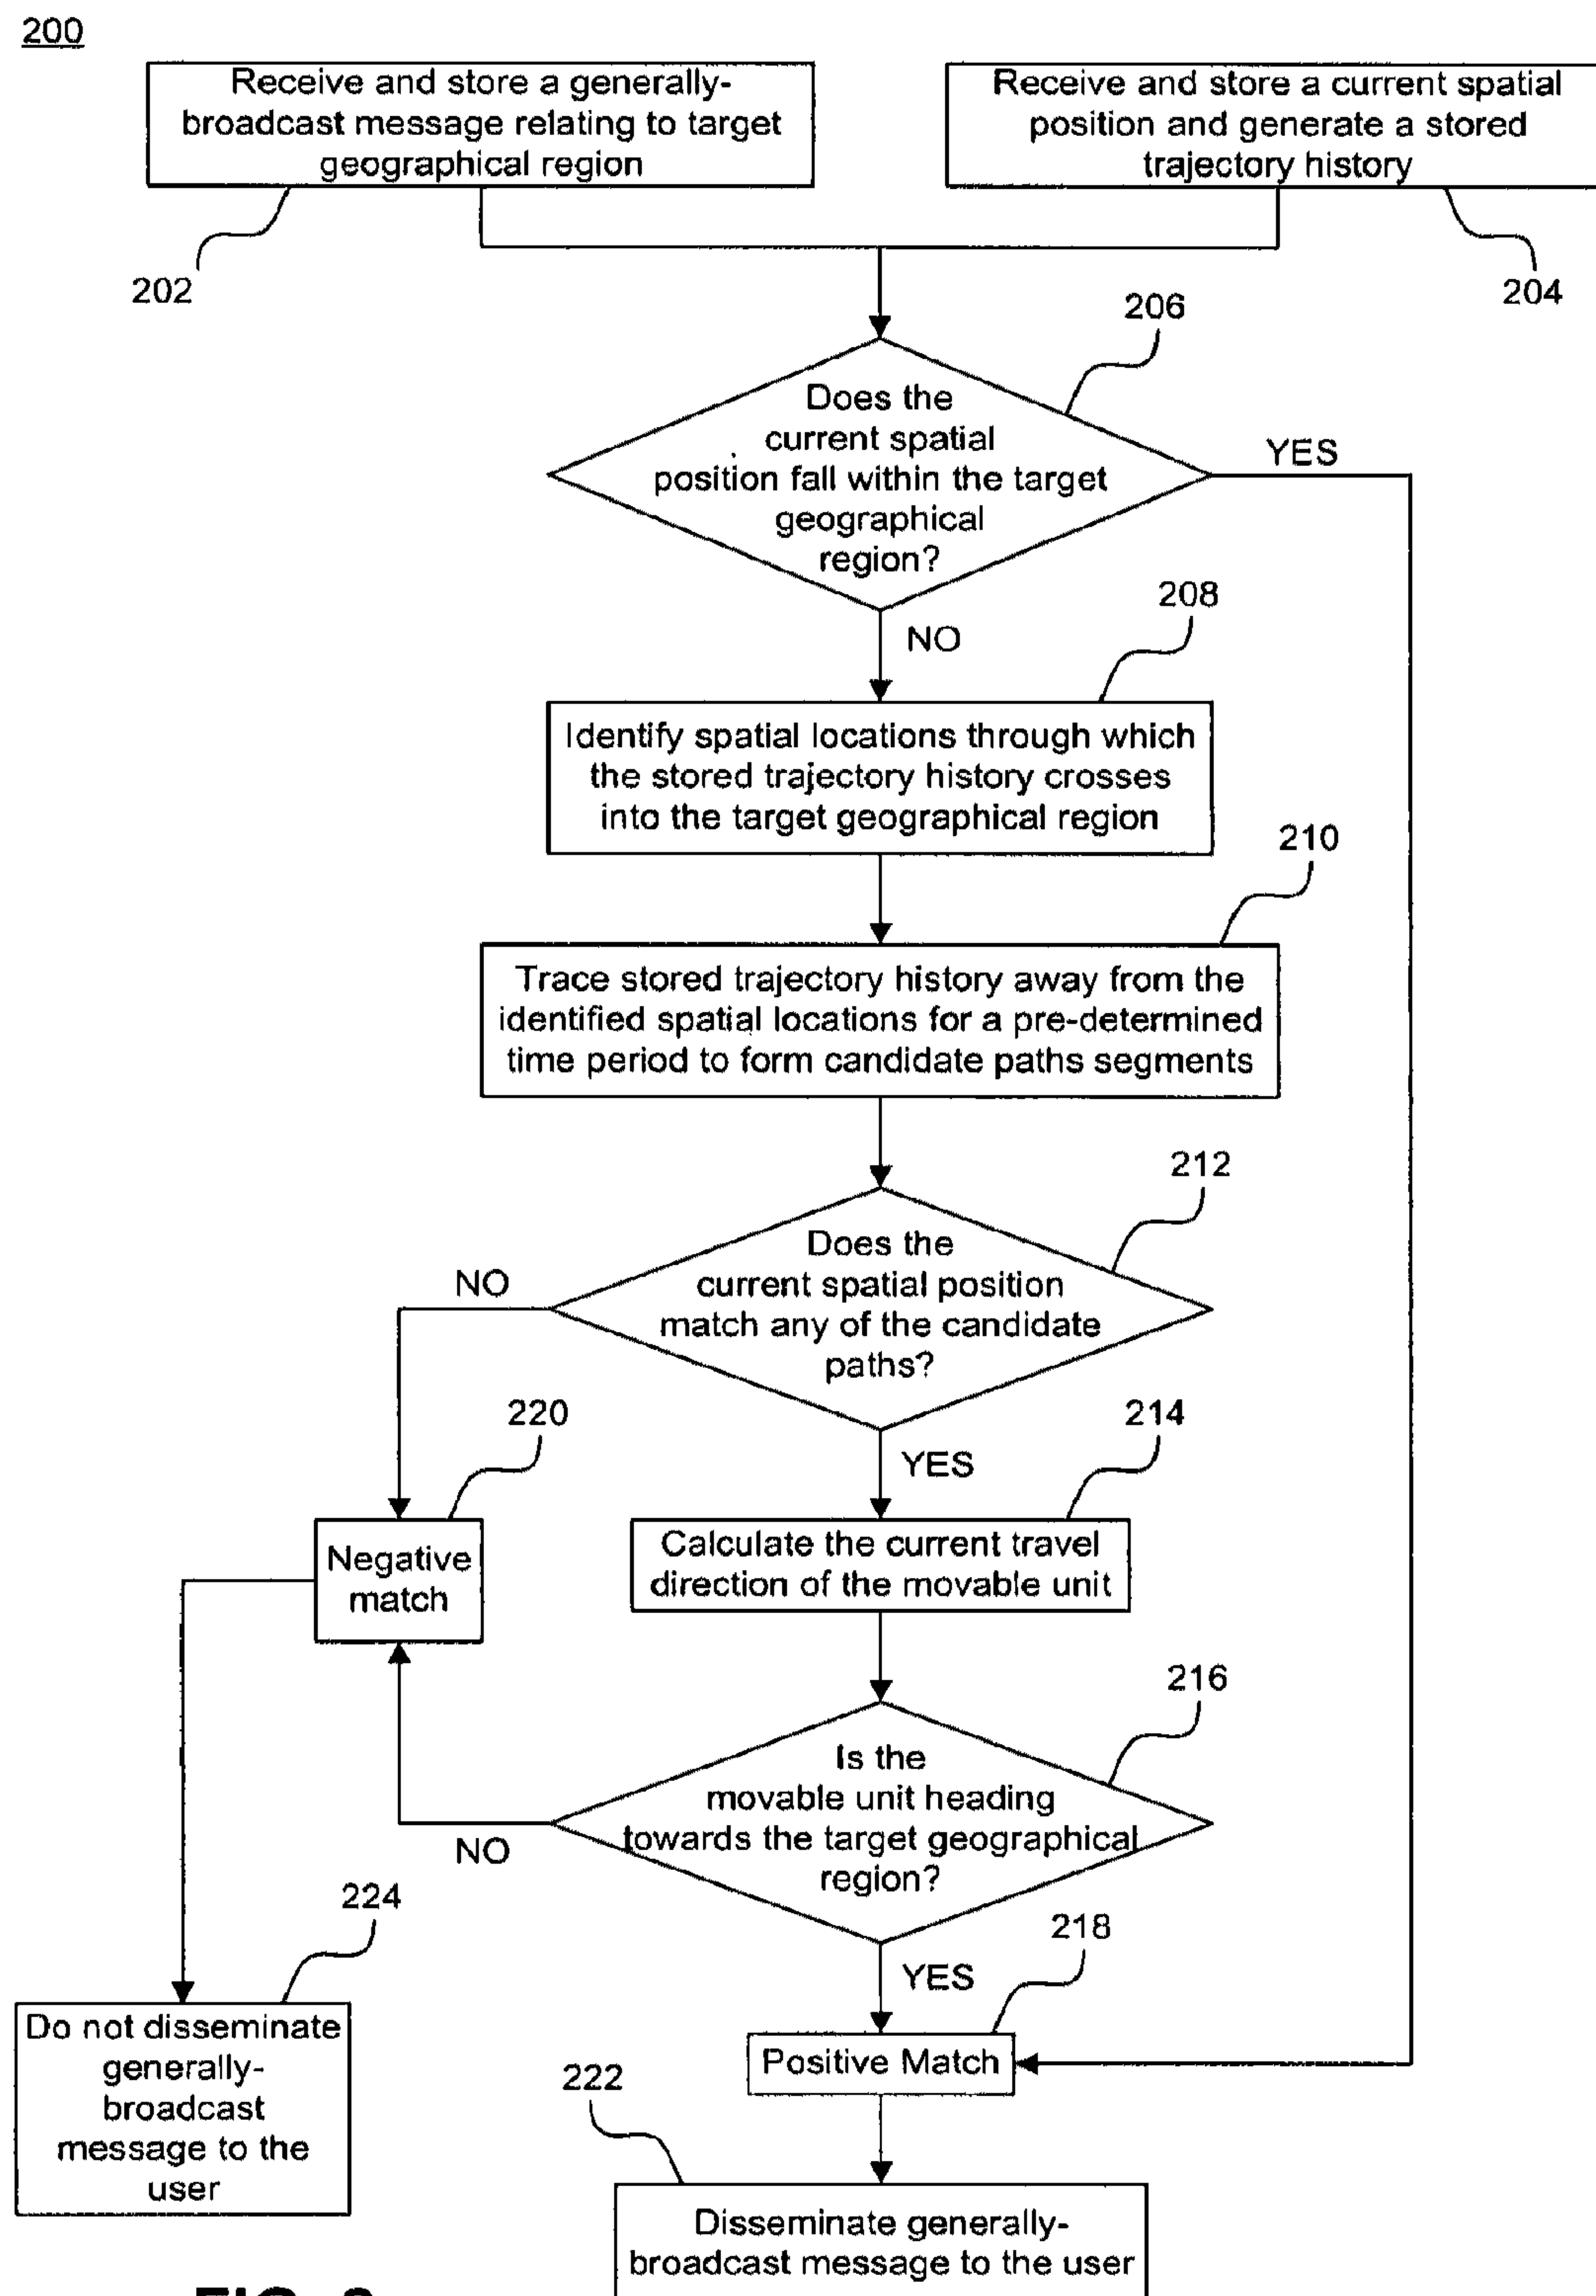 200
Receive and store a generally-
broadcast message relating to target
geographical region
Receive and store a current spatial
position and generate a stored
trajectory history
202
204
206
Does the
current spatial
position fall within the target
geographical
region?
YES
NO
208
Identify spatial locations through which
the stored trajectory history crosses
into the target geographical region
210
Trace stored trajectory history away from the
identified spatial locations for a pre-determined
time period to form candidate paths segments
212
Does the
current spatial position
match any of the candidate
paths?
NO
YES
220
214
Negative
match
Calculate the current travel
direction of the movable unit
216
Is the
movable unit heading
towards the target geographical
region?
NO
YES
224
218
Do not disseminate
generally-
broadcast
message to the
user
Positive Match
222
Disseminate generally-
broadcast message to the user